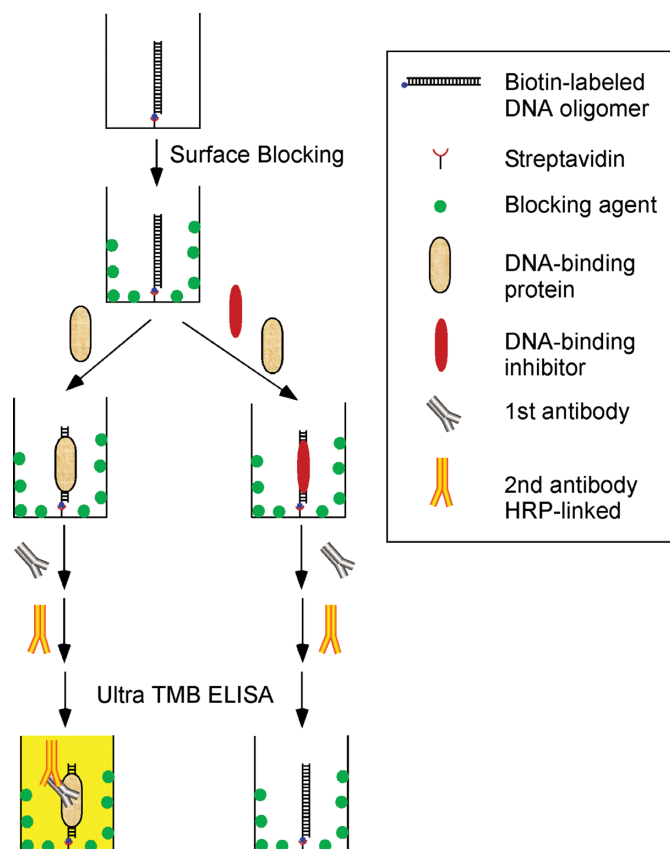 Surface Blocking
Ultra TMB ELISA
Biotin-labeled
DNA oligomer
Streptavidin
Blocking agent
DNA-binding
protein
DNA-binding
inhibitor
1st antibody
2nd antibody
HRP-linked